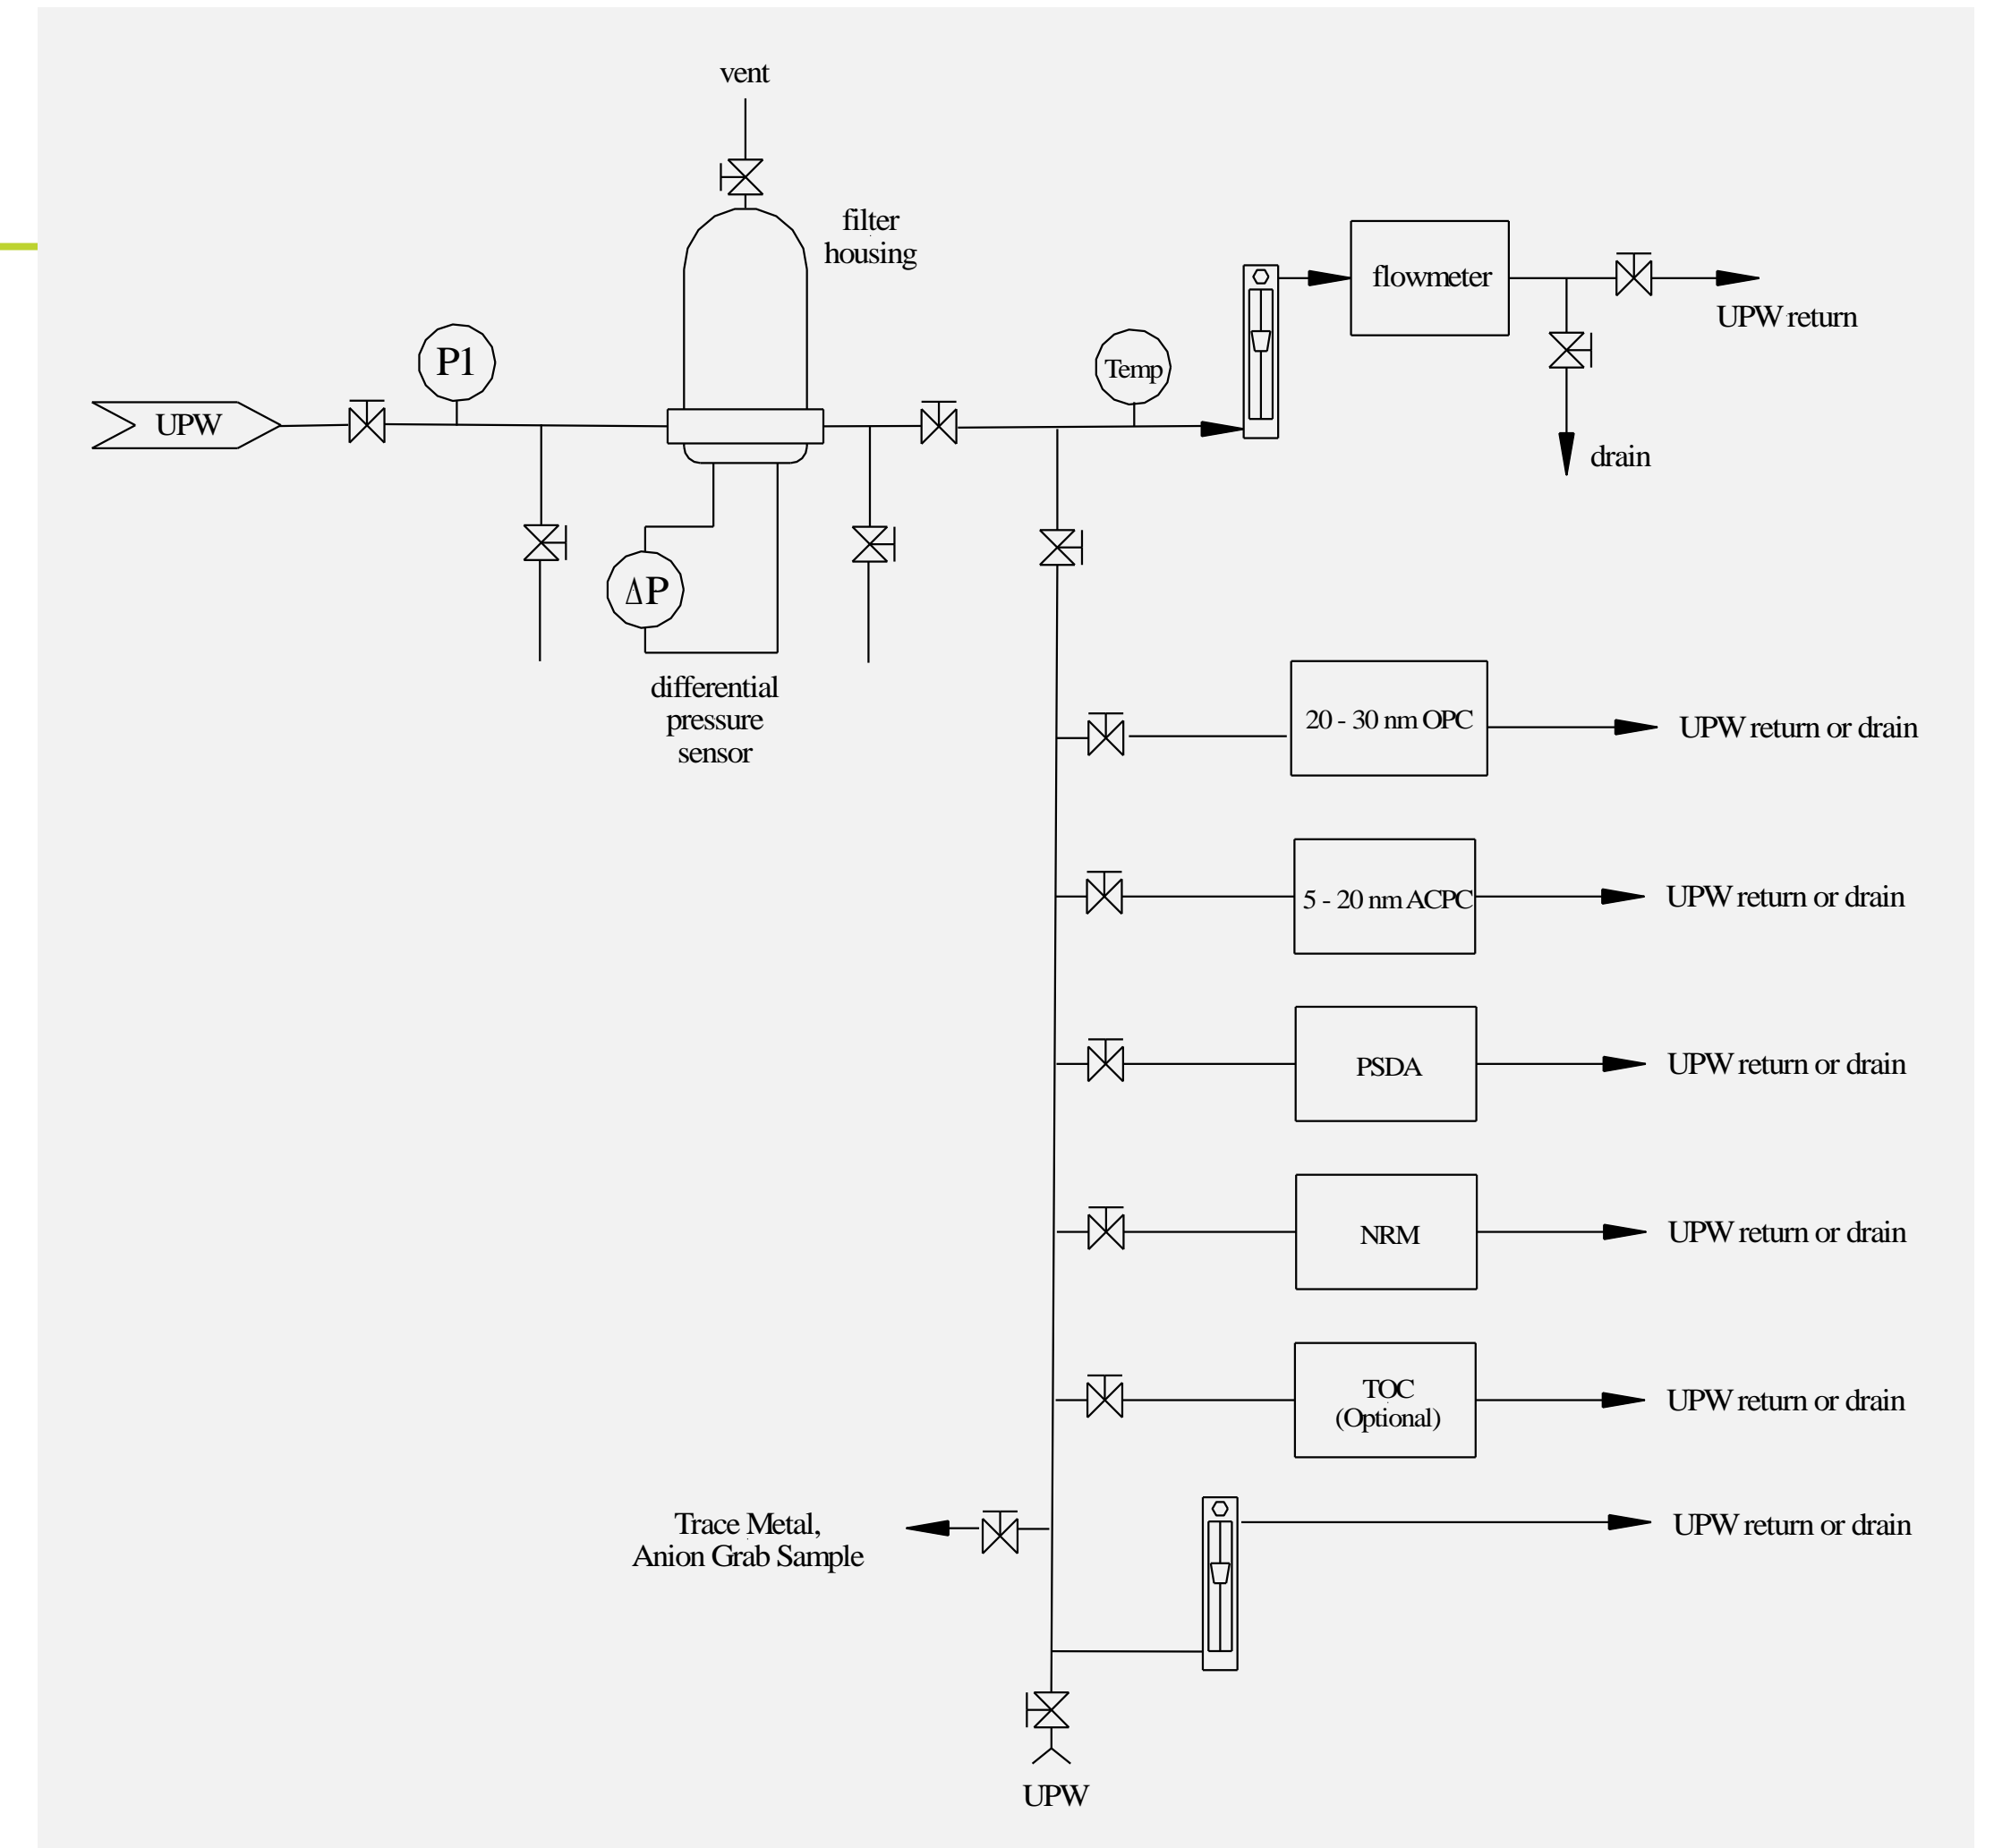 vent
filter
housing
flowmeter
UPW return
P1
Temp
UPW
drain
ΔP
differential
pressure
sensor
20 - 30 nm OPC
UPW return or drain
5 - 20 nm ACPC
UPW return or drain
PSDA
UPW return or drain
NRM
UPW return or drain
TOC
(Optional)
UPW return or drain
Trace Metal,
Anion Grab Sample
UPW return or drain
UPW